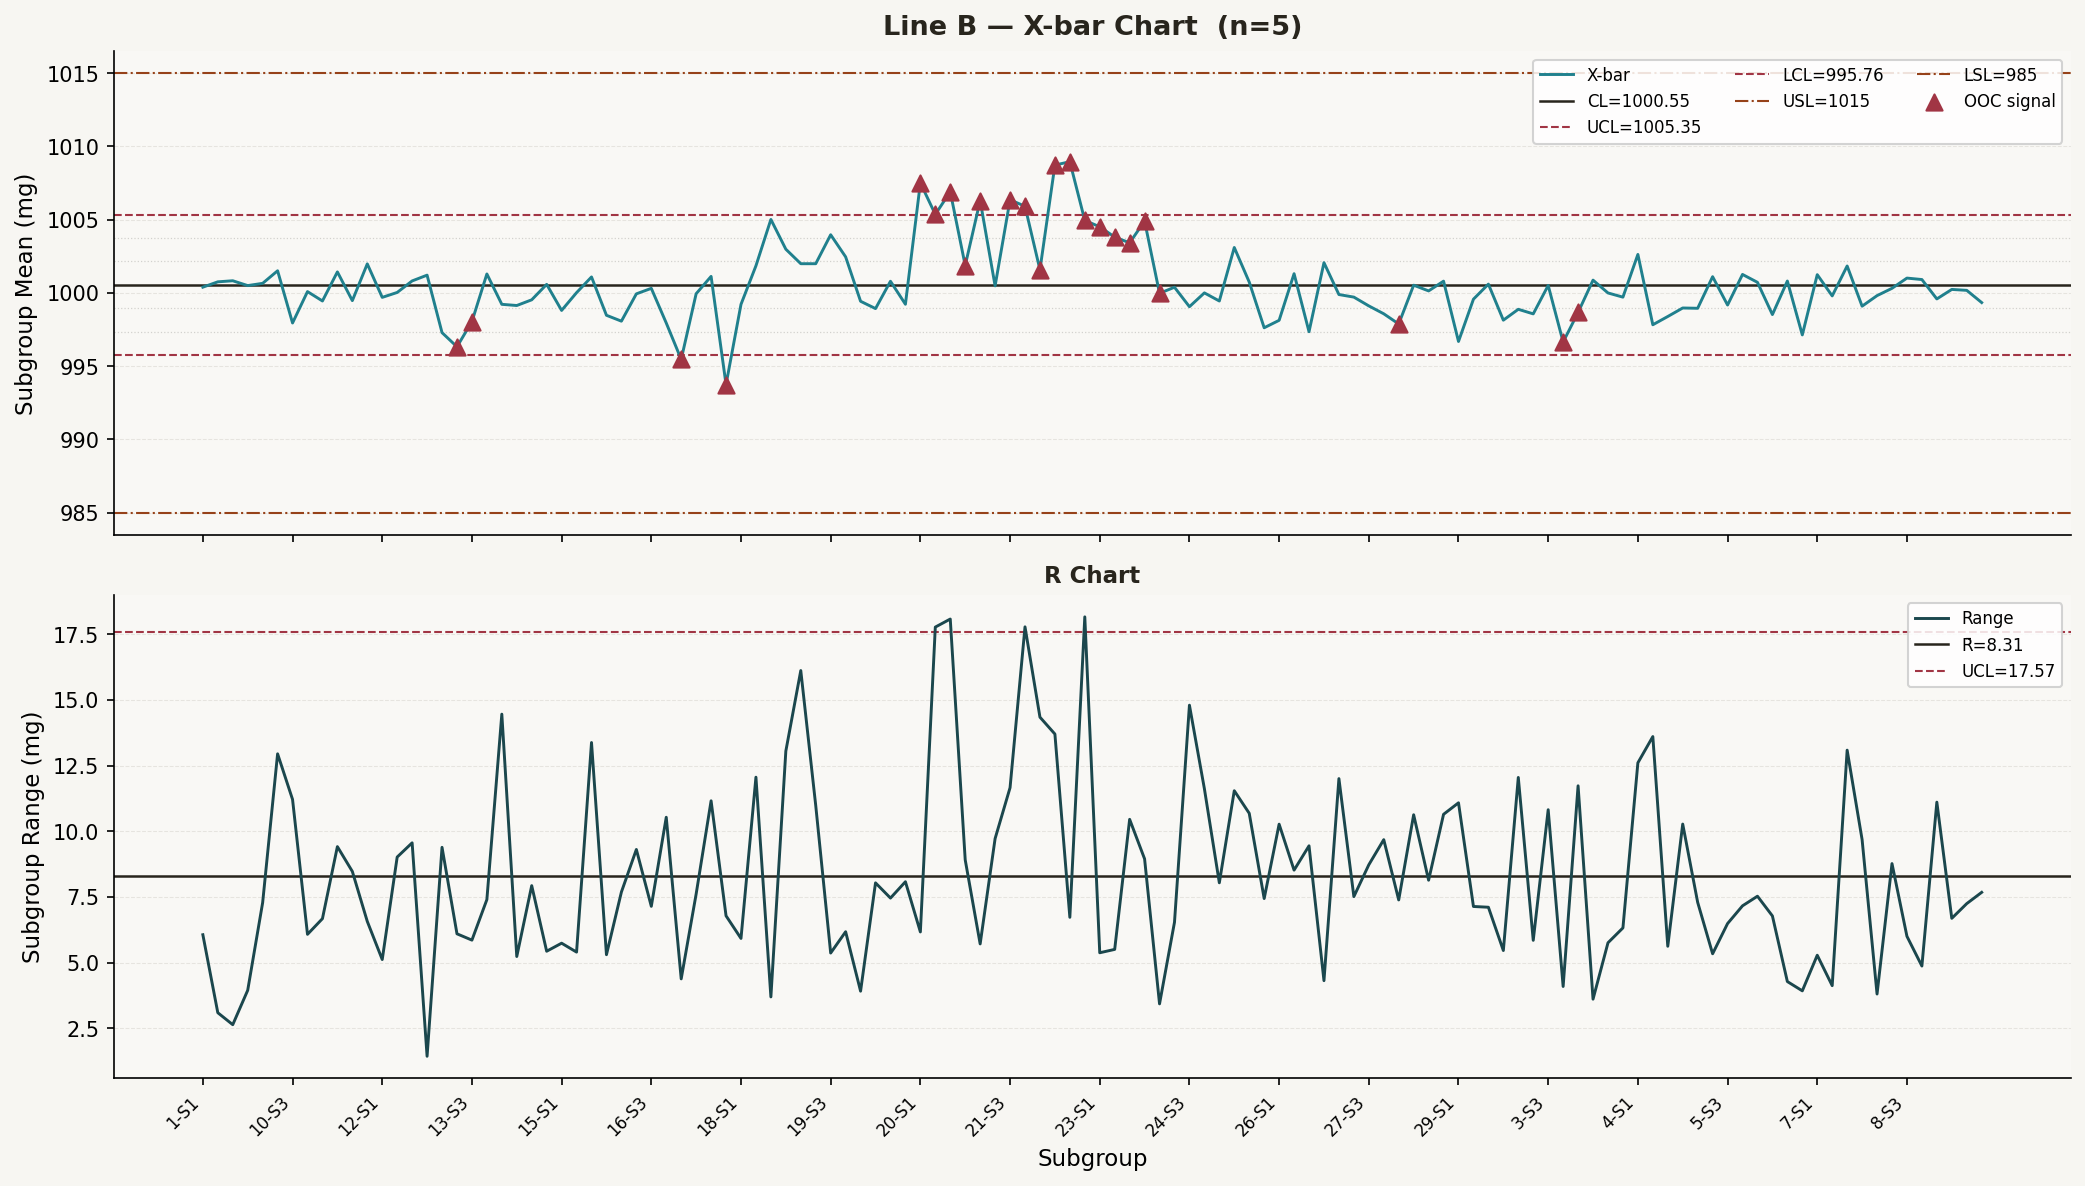 Line B — X-bar Chart  (n=5)
Subgroup Mean (mg)
1015
1010
1005
1000
995
990
985
X-bar
CL=1000.55
UCL=1005.35
LCL=995.76
USL=1015
LSL=985
OOC signal
R Chart
Subgroup Range (mg)
17.5
15.0
12.5
10.0
7.5
5.0
2.5
Range
R̄=8.31
UCL=17.57
1-S1
10-S3
12-S1
13-S3
15-S1
16-S3
18-S1
19-S3
20-S1
21-S3
23-S1
24-S3
26-S1
27-S3
29-S1
3-S3
4-S1
5-S3
7-S1
8-S3
Subgroup